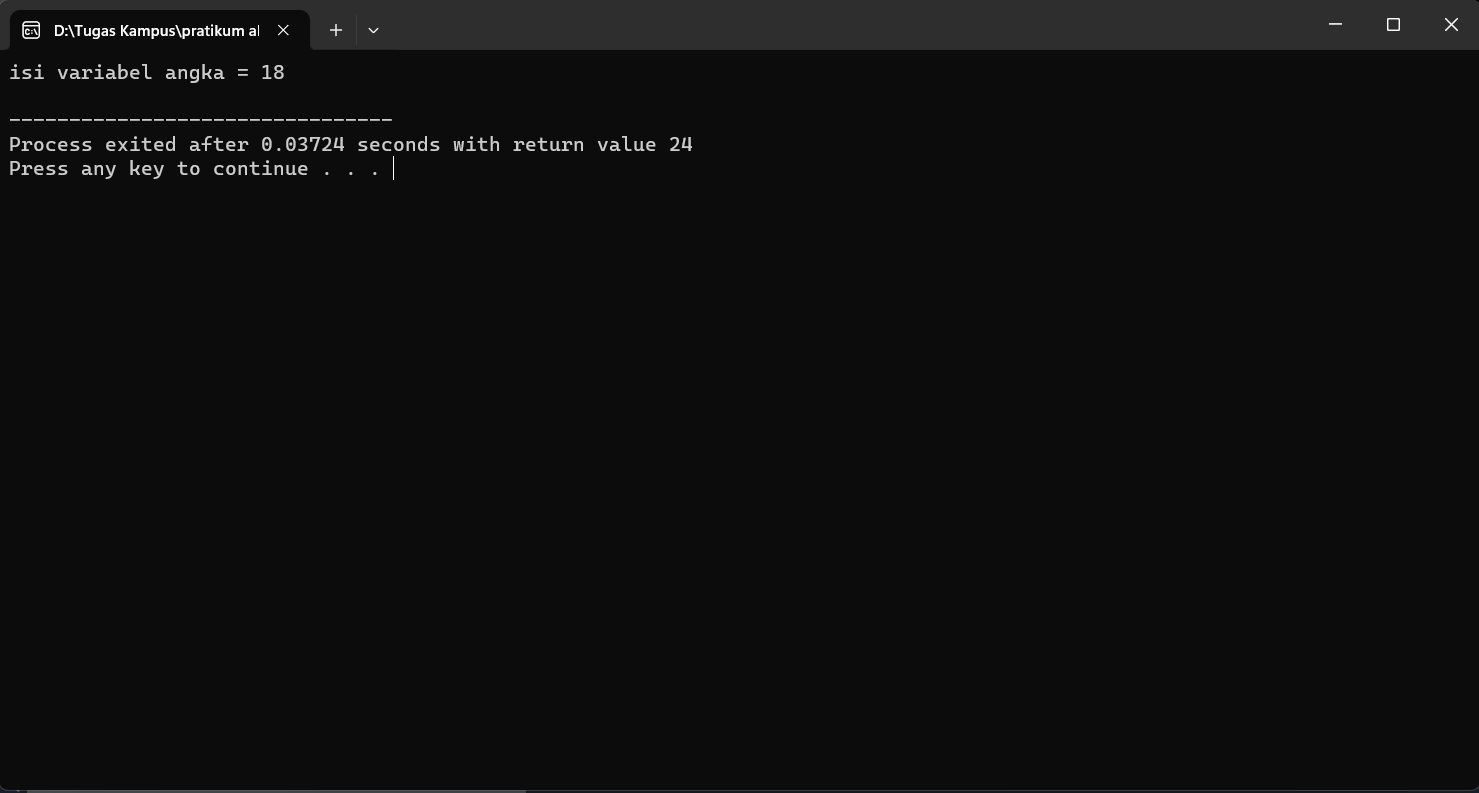 D:\Tugas Kampus\pratikum al
isi variabel angka = 18
--------------------------------
Process exited after 0.03724 seconds with return value 24
Press any key to continue . . .